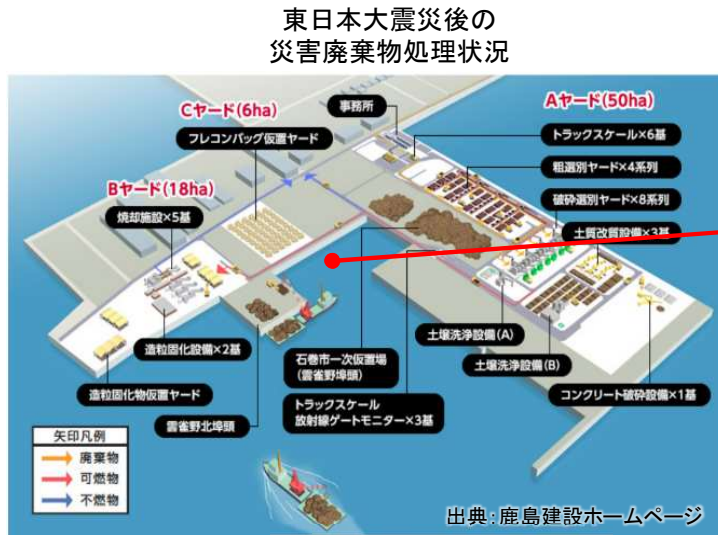 東日本大震災後の
災害廃棄物処理状況
Cヤード(6ha)
フレコンバッグ仮置ヤード
事務所
Aヤード(50ha)
トラックスケール×6基
粗選別ヤード×4系列
破砕選別ヤード×8系列
土質改質設備×3基
Bヤード(18ha)
焼却施設×5基
造粒固化設備×2基
造粒固化物仮置ヤード
雲雀野北埠頭
石巻市一次仮置場
(雲雀野埠頭)
トラックスケール
放射線ゲートモニター×3基
土壌洗浄設備(A)
土壌洗浄設備(B)
コンクリート破砕設備×1基
矢印凡例
廃棄物
可燃物
不燃物
出典:鹿島建設ホームページ